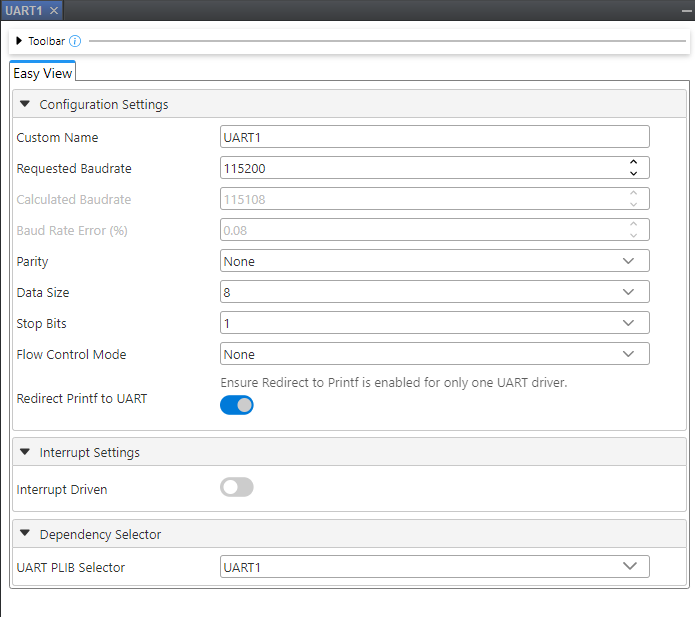 UART1
Toolbar
Easy View
Configuration Settings
Custom Name UART1
Requested Baudrate 115200
Calculated Baudrate 115108
Baud Rate Error (%) 0.08
Parity None
Data Size 8
Stop Bits 1
Flow Control Mode None
Ensure Redirect to Printf is enabled for only one UART driver.
Redirect Printf to UART
Interrupt Settings
Interrupt Driven
Dependency Selector
UART PLIB Selector UART1